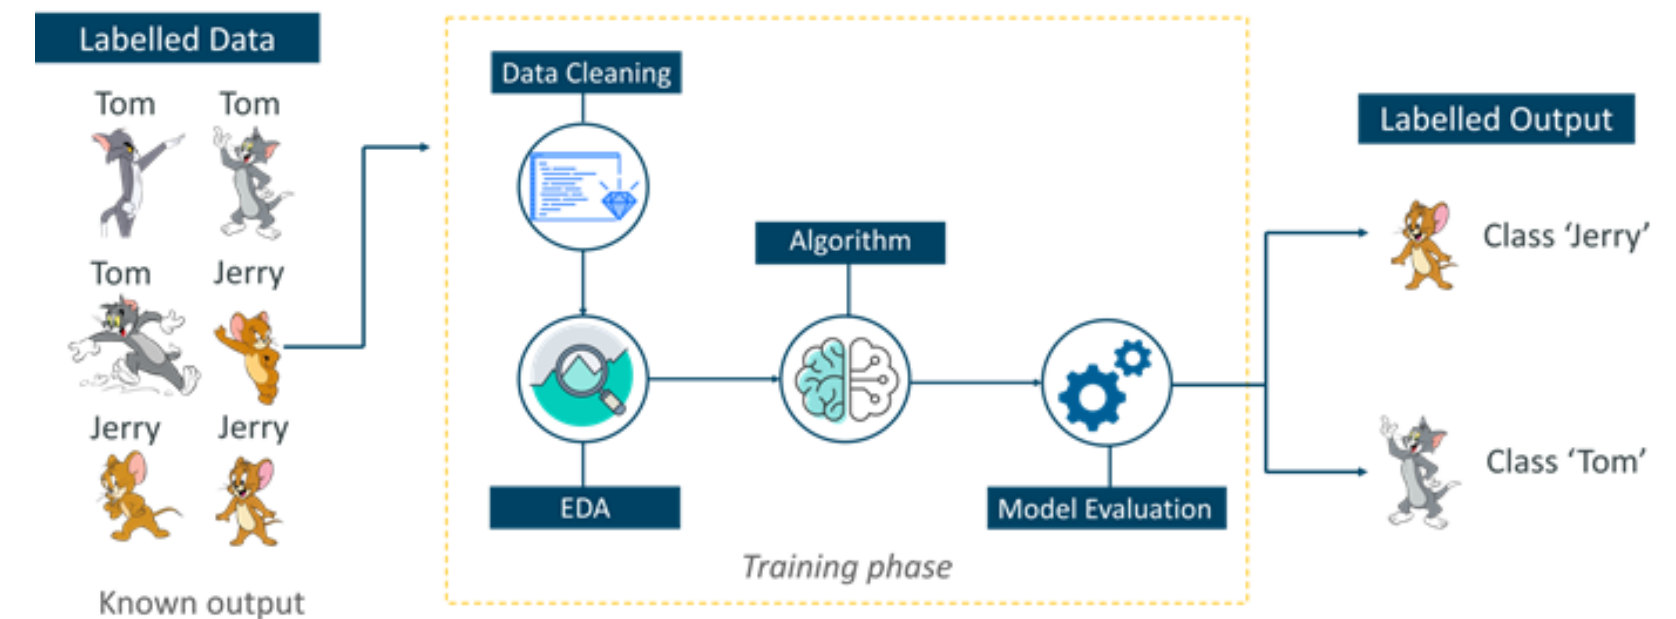 Labelled Data
Tom Tom
Tom Jerry
Jerry Jerry
Known output
Data Cleaning
EDA
Algorithm
Model Evaluation
Training phase
Labelled Output
Class ‘Jerry’
Class ‘Tom’